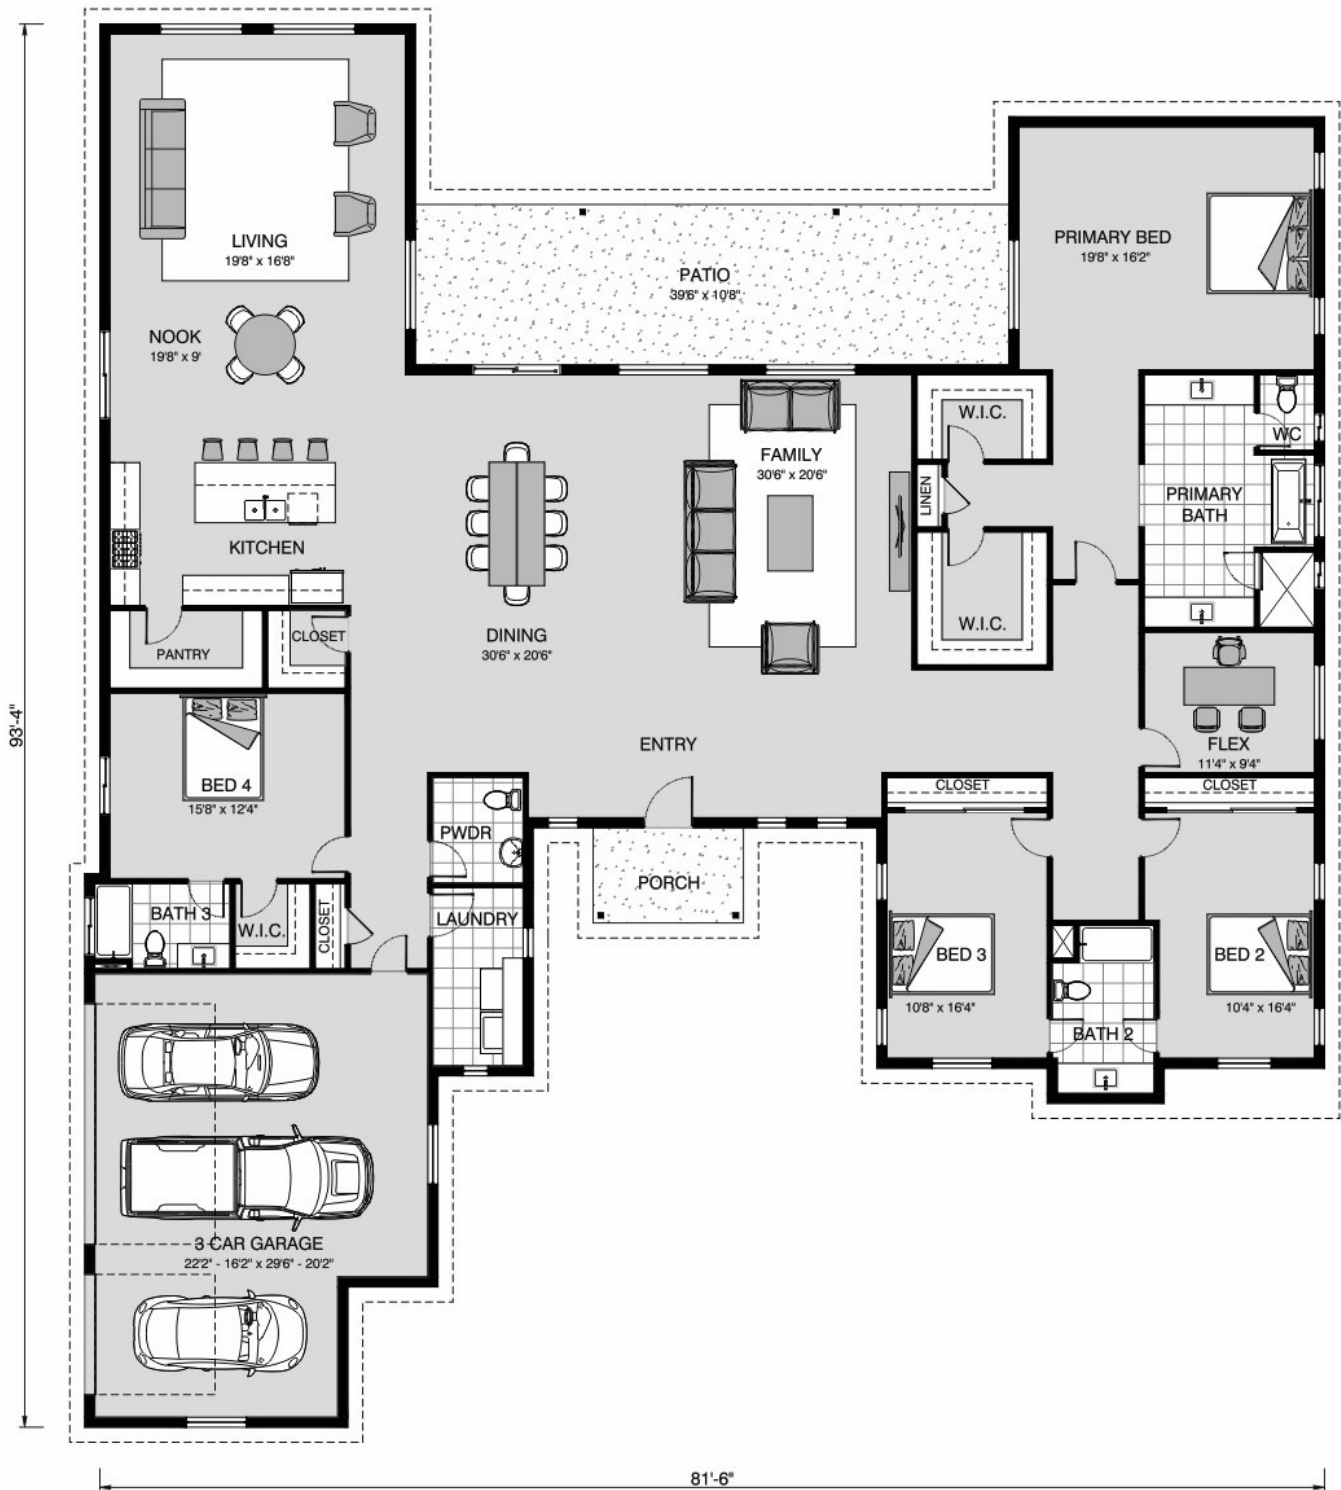 LIVING
19'8" x 16'8"
PRIMARY BED
19'8" x 16'2"
PATIO
39'6" x 10'8"
NOOK
19'8" x 9'
W.I.C.
WC
FAMILY
30'6" x 20'6"
LINEN
PRIMARY
BATH
KITCHEN
W.I.C.
CLOSET
PANTRY
DINING
30'6" x 20'6"
93'-4"
ENTRY
FLEX
11'4" x 9'4"
BED 4
15'8" x 12'4"
CLOSET
CLOSET
PWDR
PORCH
BATH 3
W.I.C.
CLOSET
LAUNDRY
BED 3
10'8" x 16'4"
BED 2
10'4" x 16'4"
BATH 2
3 CAR GARAGE
22'2" - 16'2" x 29'6" - 20'2"
81'-6"